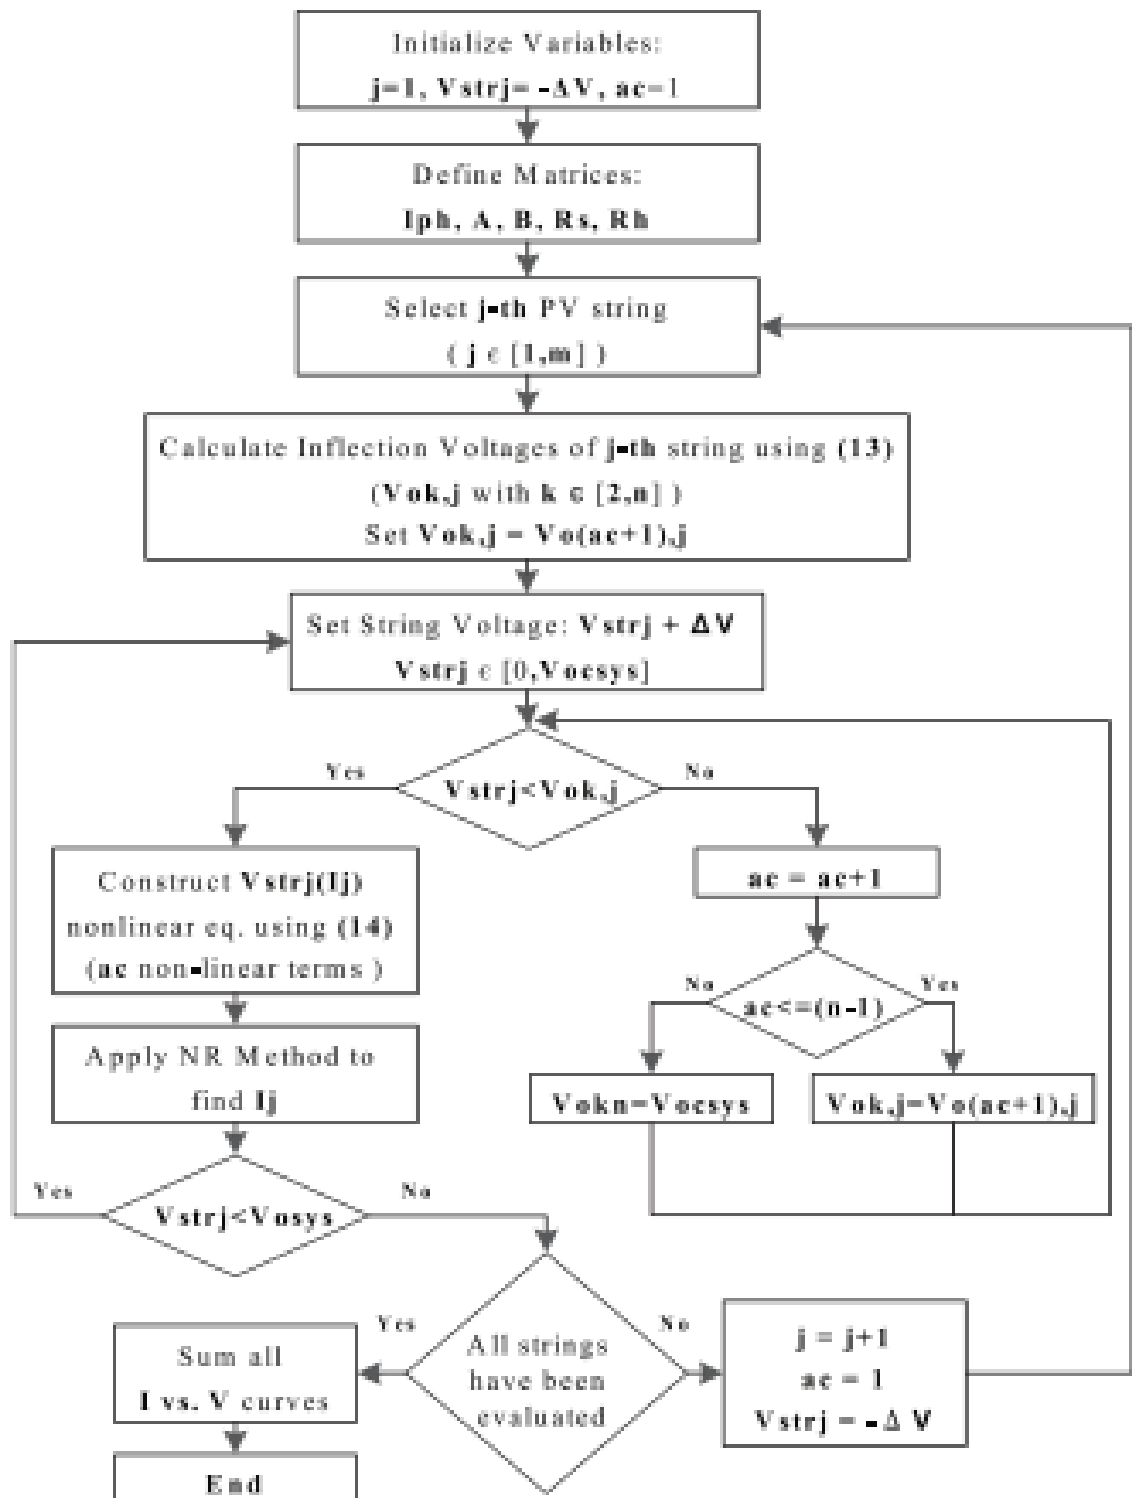 Initialize Variables:
j=1, Vstrj= -ΔV, ac=1
Define Matrices:
Iph, A, B, Rs, Rh
Select j-th PV string
( j ϵ [1,m] )
Calculate Inflection Voltages of j-th string using (13)
(Vok,j with k ϵ [2,n] )
Set Vok,j = Vo(ac+1),j
Set String Voltage: Vstrj + ΔV
Vstrj ϵ [0,Vocsys]
Yes
Vstrj<Vok,j
No
Construct Vstrj(Ij)
nonlinear eq. using (14)
(ac non-linear terms )
ac = ac+1
No
ac<=(n-1)
Yes
Apply NR Method to
find Ij
Vokn=Vocsys
Vok,j=Vo(ac+1),j
Yes
Vstrj<Vosys
No
Yes
All strings
have been
evaluated
No
Sum all
I vs. V curves
j = j+1
ac = 1
Vstrj = -Δ V
End